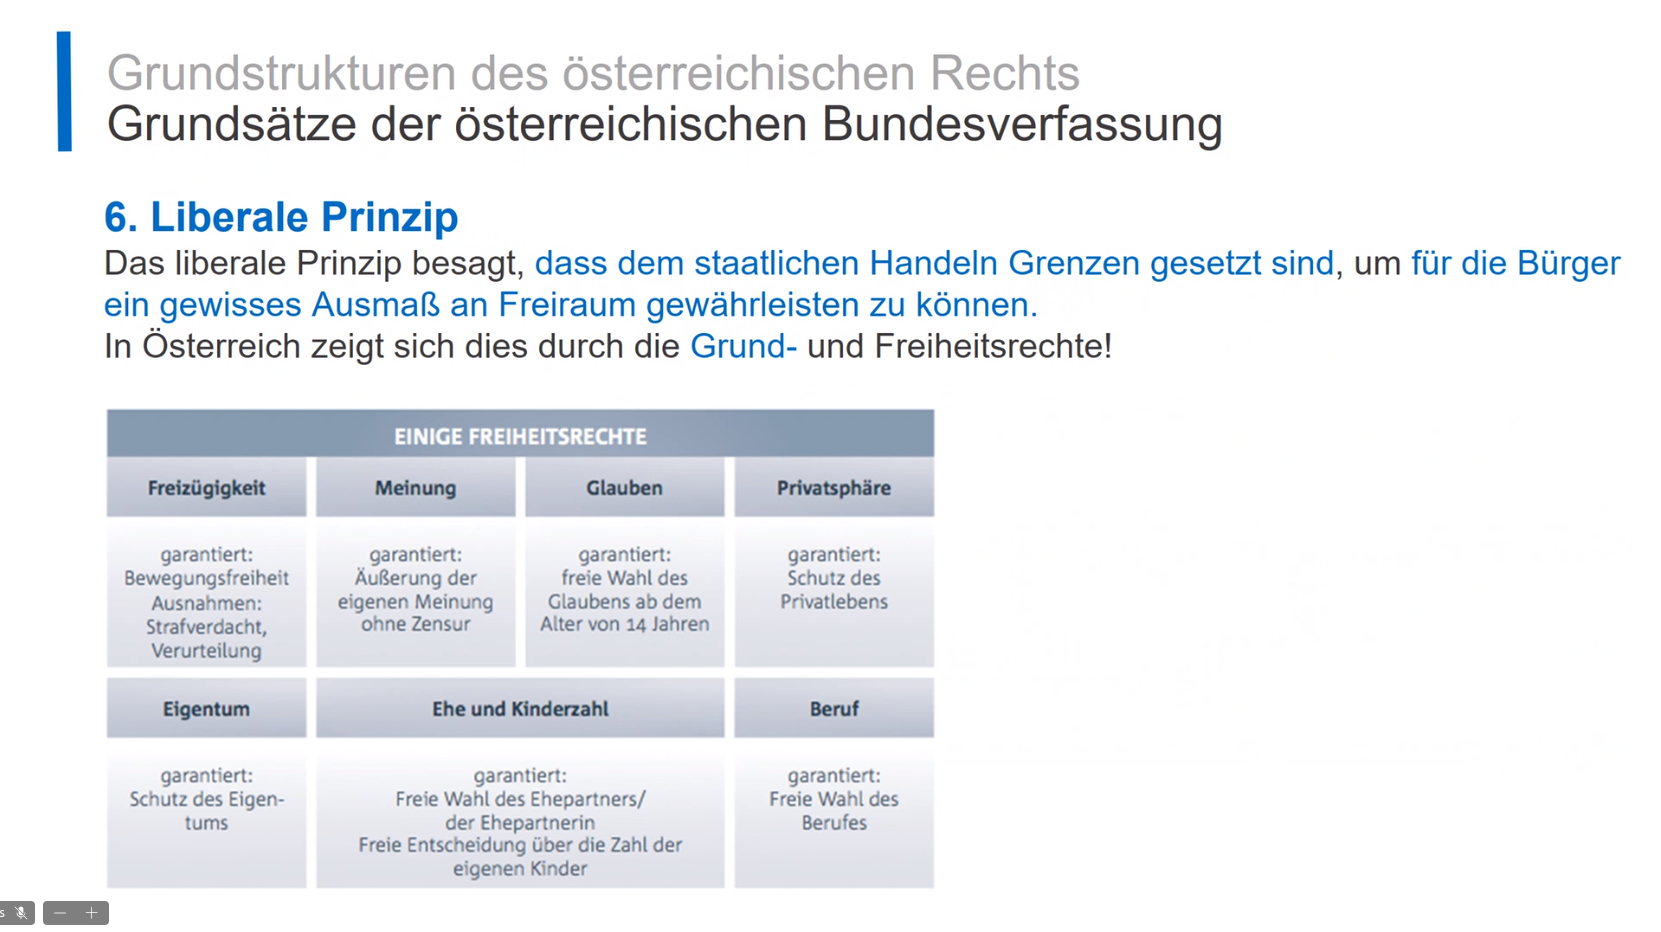 Grundstrukturen des österreichischen Rechts
Grundsätze der österreichischen Bundesverfassung
6. Liberale Prinzip
Das liberale Prinzip besagt, dass dem staatlichen Handeln Grenzen gesetzt sind, um für die Bürger
ein gewisses Ausmaß an Freiraum gewährleisten zu können.
In Österreich zeigt sich dies durch die Grund- und Freiheitsrechte!
EINIGE FREIHEITSRECHTE
Freizügigkeit
garantiert:
Bewegungsfreiheit
Ausnahmen:
Strafverdacht,
Verurteilung
Meinung
garantiert:
Äußerung der
eigenen Meinung
ohne Zensur
Glauben
garantiert:
freie Wahl des
Glaubens ab dem
Alter von 14 Jahren
Privatsphäre
garantiert:
Schutz des
Privatlebens
Eigentum
garantiert:
Schutz des Eigen-
tums
Ehe und Kinderzahl
garantiert:
Freie Wahl des Ehepartners/
der Ehepartnerin
Freie Entscheidung über die Zahl der
eigenen Kinder
Beruf
garantiert:
Freie Wahl des
Berufes
s